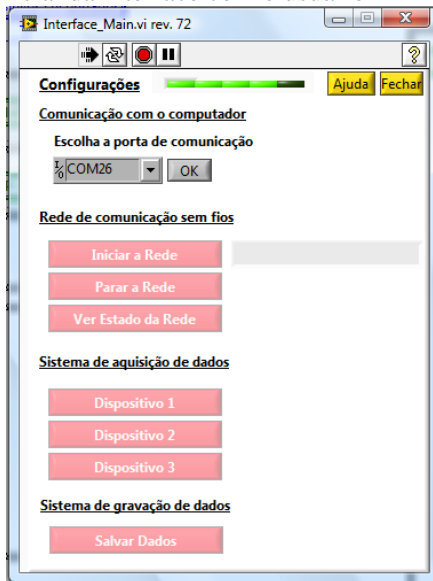 Interface_Main.vi rev. 72
?
Configurações Ajuda Fechar
Comunicação com o computador
Escolha a porta de comunicação
I/O COM26 OK
Rede de comunicação sem fios
Iniciar a Rede
Parar a Rede
Ver Estado da Rede
Sistema de aquisição de dados
Dispositivo 1
Dispositivo 2
Dispositivo 3
Sistema de gravação de dados
Salvar Dados